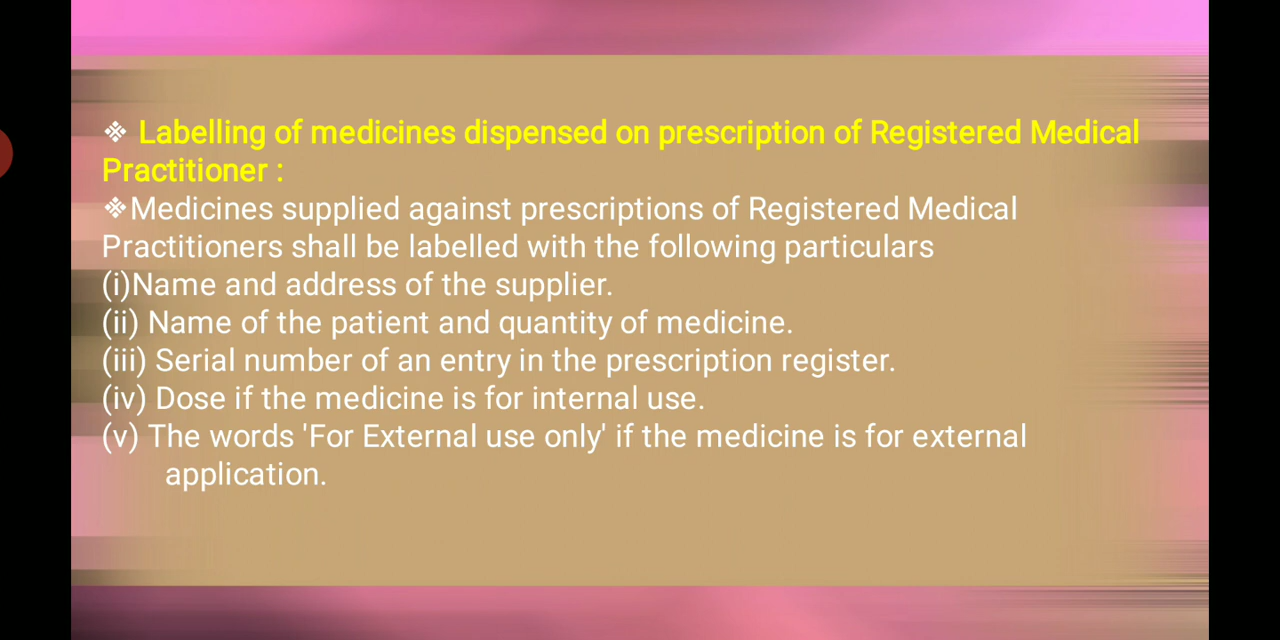 ❖ Labelling of medicines dispensed on prescription of Registered Medical
Practitioner :
❖Medicines supplied against prescriptions of Registered Medical
Practitioners shall be labelled with the following particulars
(i)Name and address of the supplier.
(ii) Name of the patient and quantity of medicine.
(iii) Serial number of an entry in the prescription register.
(iv) Dose if the medicine is for internal use.
(v) The words 'For External use only' if the medicine is for external
application.